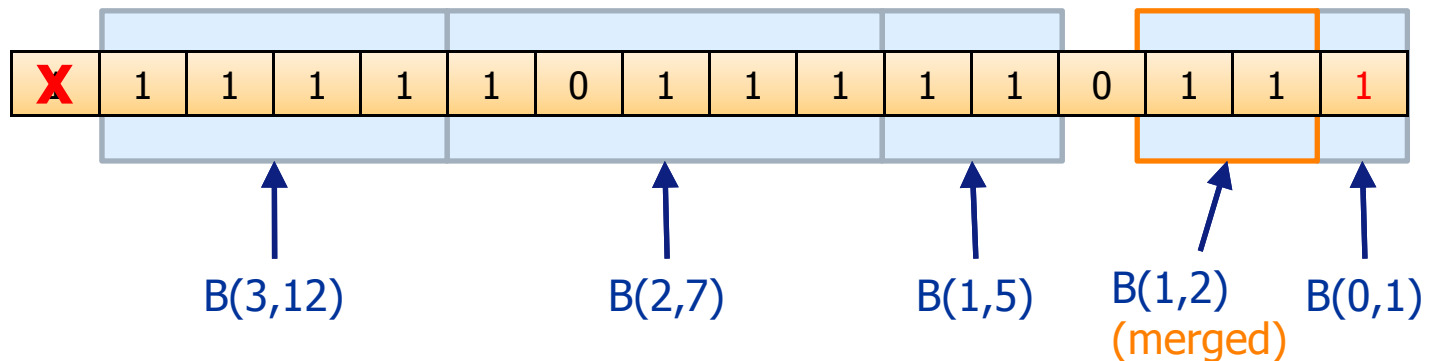 X 1 1 1 1 1 0 1 1 1 1 1 0 1 1 1
B(3,12) B(2,7) B(1,5) B(1,2) B(0,1)
(merged)